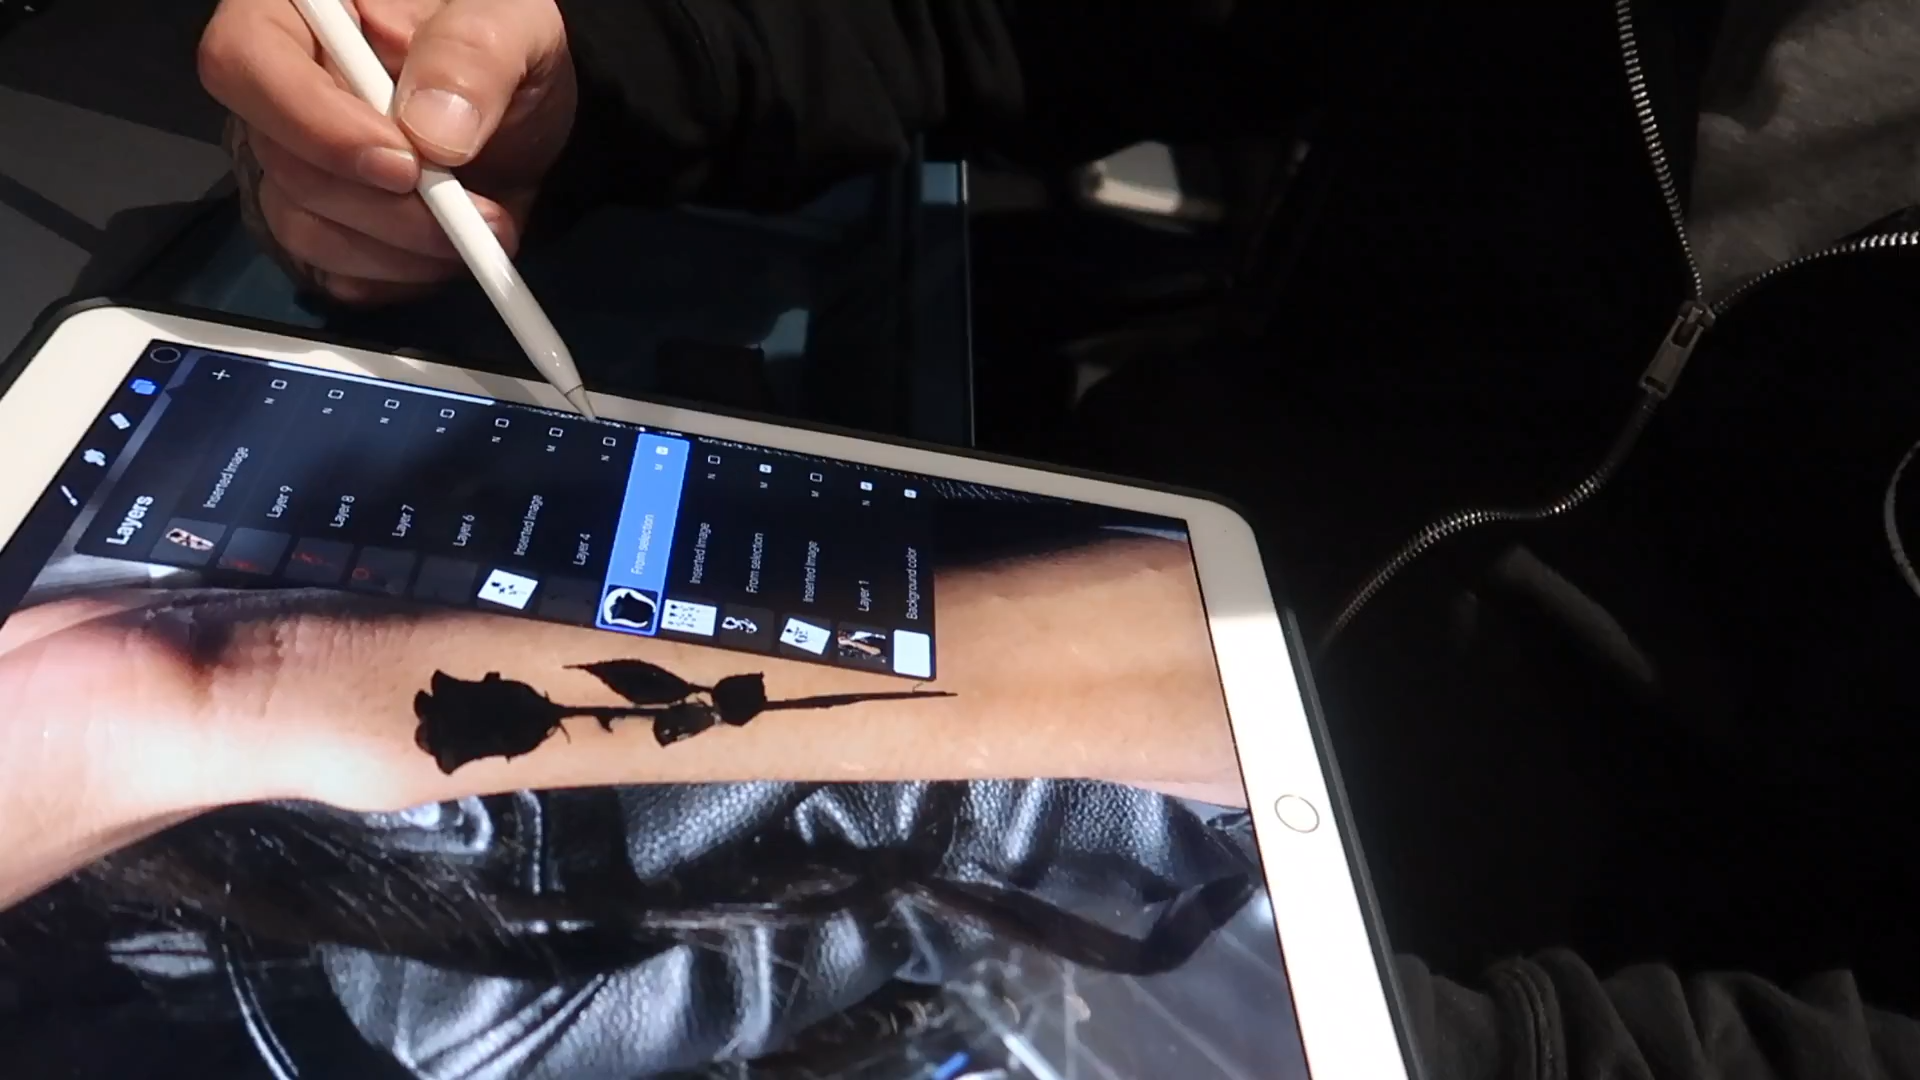 Layers
Inserted Image
N
Layer 9
N
Layer 8
N
Layer 7
N
Layer 6
N
Inserted Image
M
Layer 4
N
From selection
M
Inserted Image
N
From selection
M
Inserted Image
M
Layer 1
N
Background color